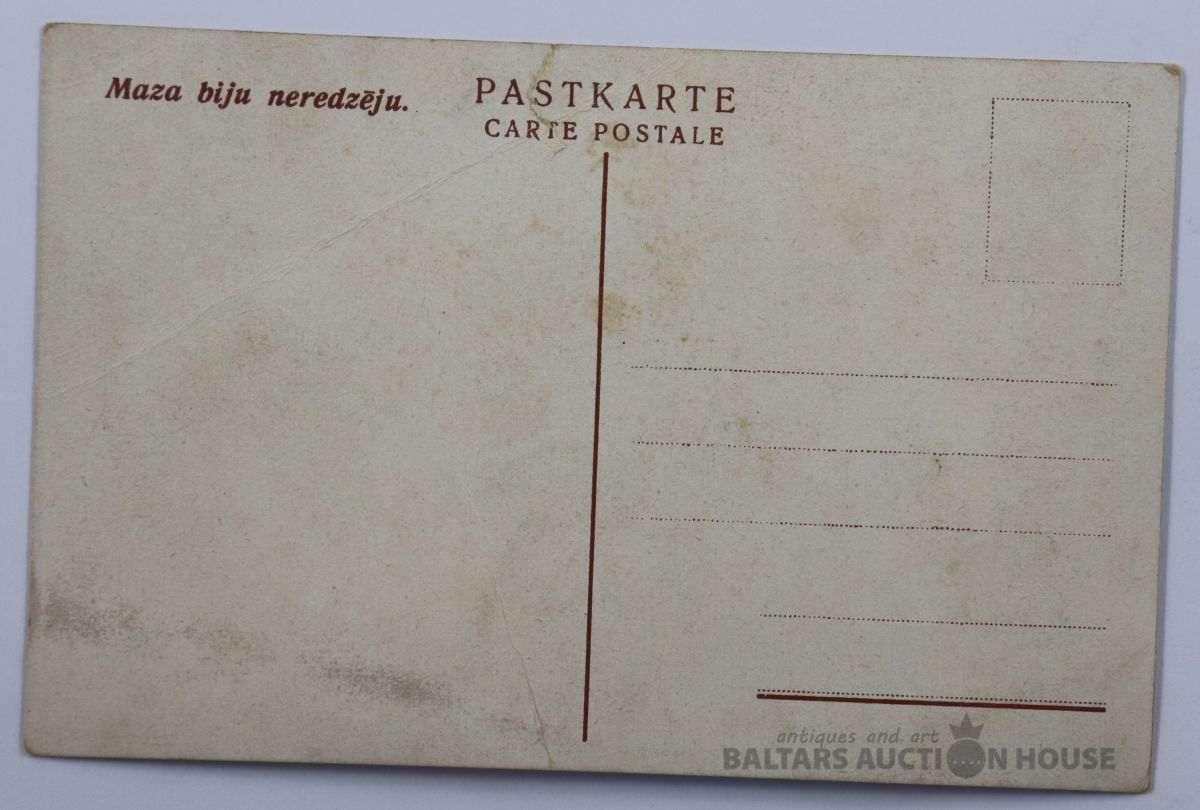 Maza biju neredzēju.
PASTKARTE
CARTE POSTALE
antiques and art
BALTARS AUCTION HOUSE